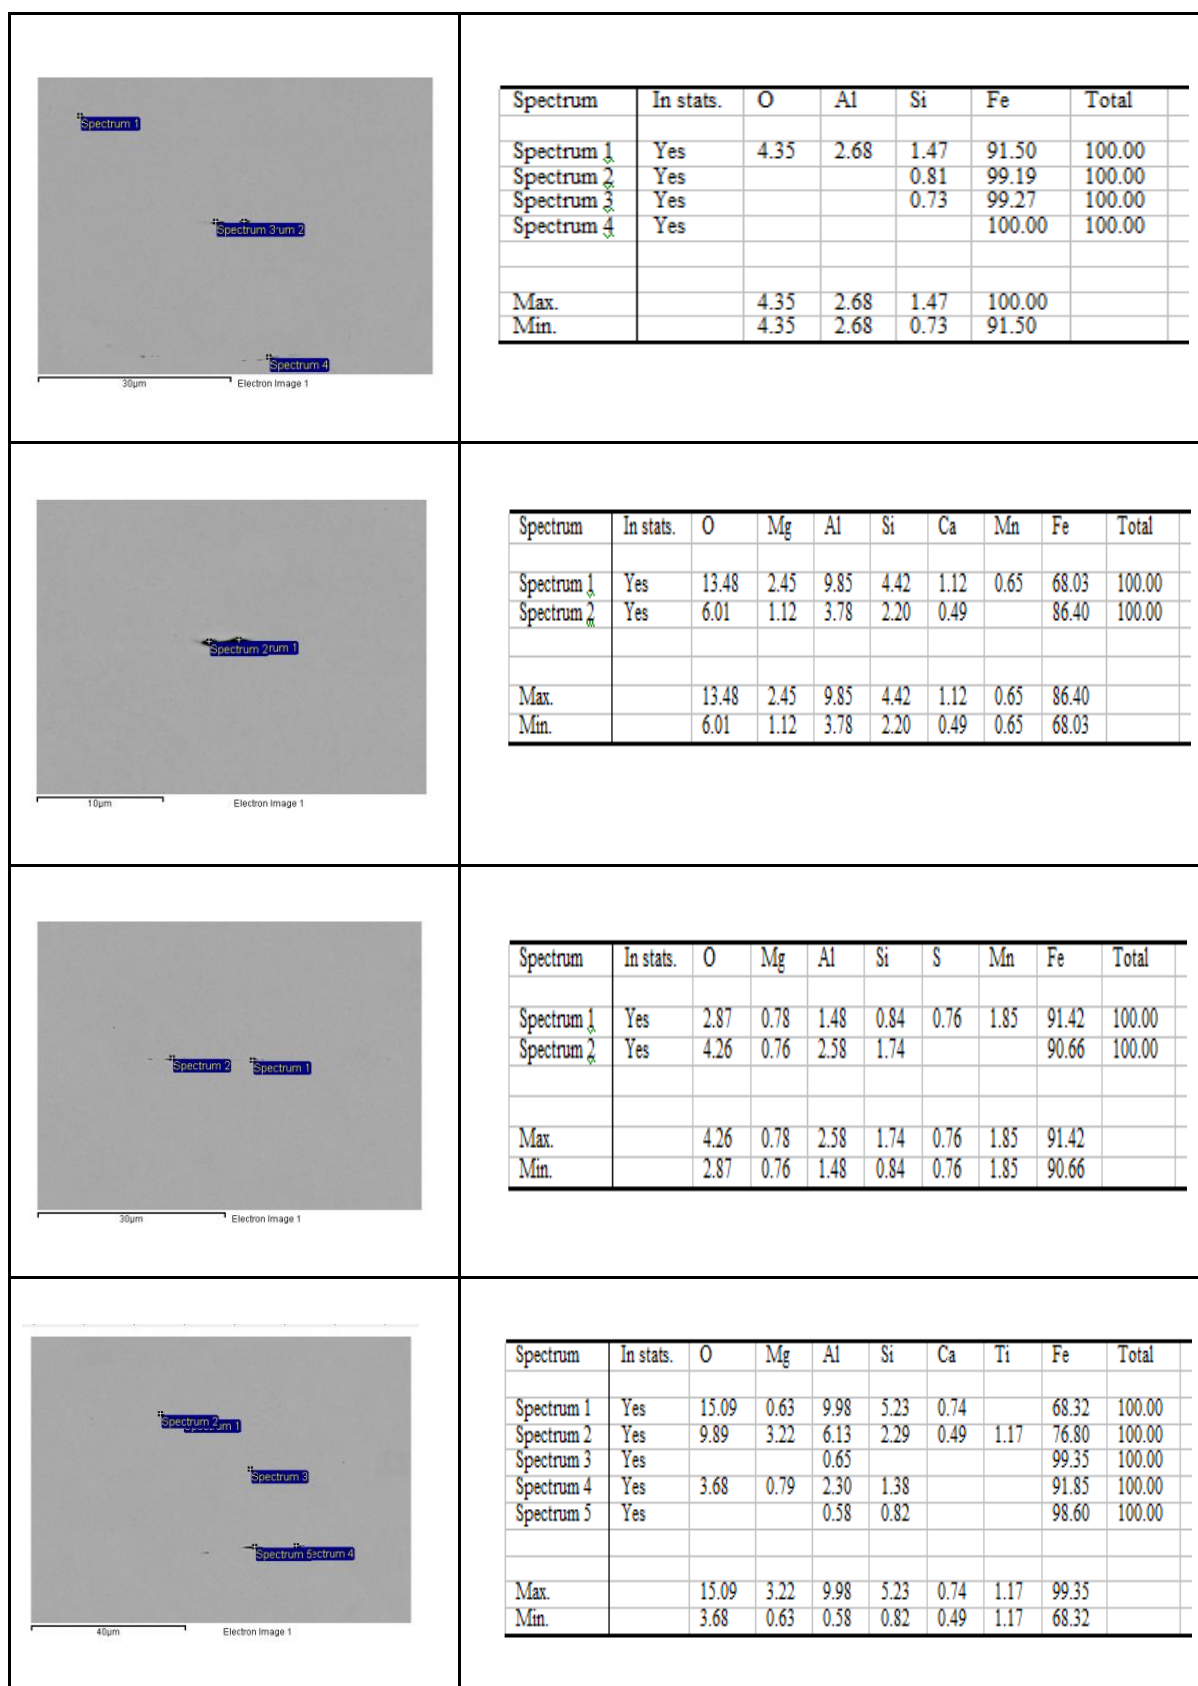 Spectrum 1
Spectrum 3 rum 2
Spectrum 4
30µm Electron Image 1
Spectrum In stats. O Al Si Fe Total
Spectrum 1 Yes 4.35 2.68 1.47 91.50 100.00
Spectrum 2 Yes 0.81 99.19 100.00
Spectrum 3 Yes 0.73 99.27 100.00
Spectrum 4 Yes 100.00 100.00
Max. 4.35 2.68 1.47 100.00
Min. 4.35 2.68 0.73 91.50
Spectrum 2 rum 1
10µm Electron Image 1
Spectrum In stats. O Mg Al Si Ca Mn Fe Total
Spectrum 1 Yes 13.48 2.45 9.85 4.42 1.12 0.65 68.03 100.00
Spectrum 2 Yes 6.01 1.12 3.78 2.20 0.49 86.40 100.00
Max. 13.48 2.45 9.85 4.42 1.12 0.65 86.40
Min. 6.01 1.12 3.78 2.20 0.49 0.65 68.03
Spectrum 2 Spectrum 1
30µm Electron Image 1
Spectrum In stats. O Mg Al Si S Mn Fe Total
Spectrum 1 Yes 2.87 0.78 1.48 0.84 0.76 1.85 91.42 100.00
Spectrum 2 Yes 4.26 0.76 2.58 1.74 90.66 100.00
Max. 4.26 0.78 2.58 1.74 0.76 1.85 91.42
Min. 2.87 0.76 1.48 0.84 0.76 1.85 90.66
Spectrum 2 um 1
Spectrum 3
Spectrum 5 ectrum 4
40µm Electron Image 1
Spectrum In stats. O Mg Al Si Ca Ti Fe Total
Spectrum 1 Yes 15.09 0.63 9.98 5.23 0.74 68.32 100.00
Spectrum 2 Yes 9.89 3.22 6.13 2.29 0.49 1.17 76.80 100.00
Spectrum 3 Yes 0.65 99.35 100.00
Spectrum 4 Yes 3.68 0.79 2.30 1.38 91.85 100.00
Spectrum 5 Yes 0.58 0.82 98.60 100.00
Max. 15.09 3.22 9.98 5.23 0.74 1.17 99.35
Min. 3.68 0.63 0.58 0.82 0.49 1.17 68.32